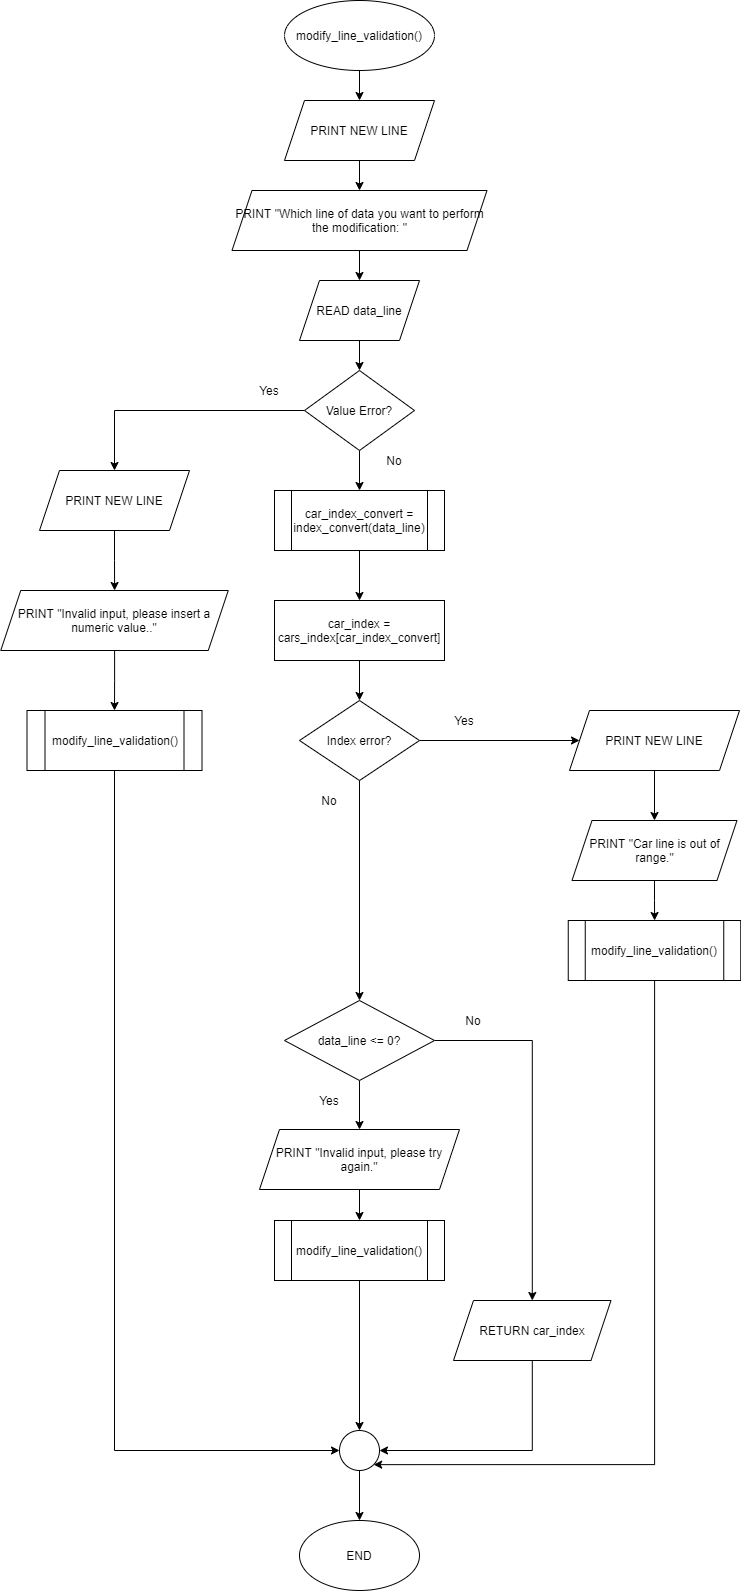 modify_line_validation()
PRINT NEW LINE
PRINT "Which line of data you want to perform
the modification: "
READ data_line
Value Error?
Yes
No
PRINT NEW LINE
PRINT "Invalid input, please insert a
numeric value.."
modify_line_validation()
car_index_convert =
index_convert(data_line)
car_index =
cars_index[car_index_convert]
Index error?
Yes
No
PRINT NEW LINE
PRINT "Car line is out of
range."
modify_line_validation()
data_line <= 0?
No
Yes
PRINT "Invalid input, please try
again."
modify_line_validation()
RETURN car_index
END